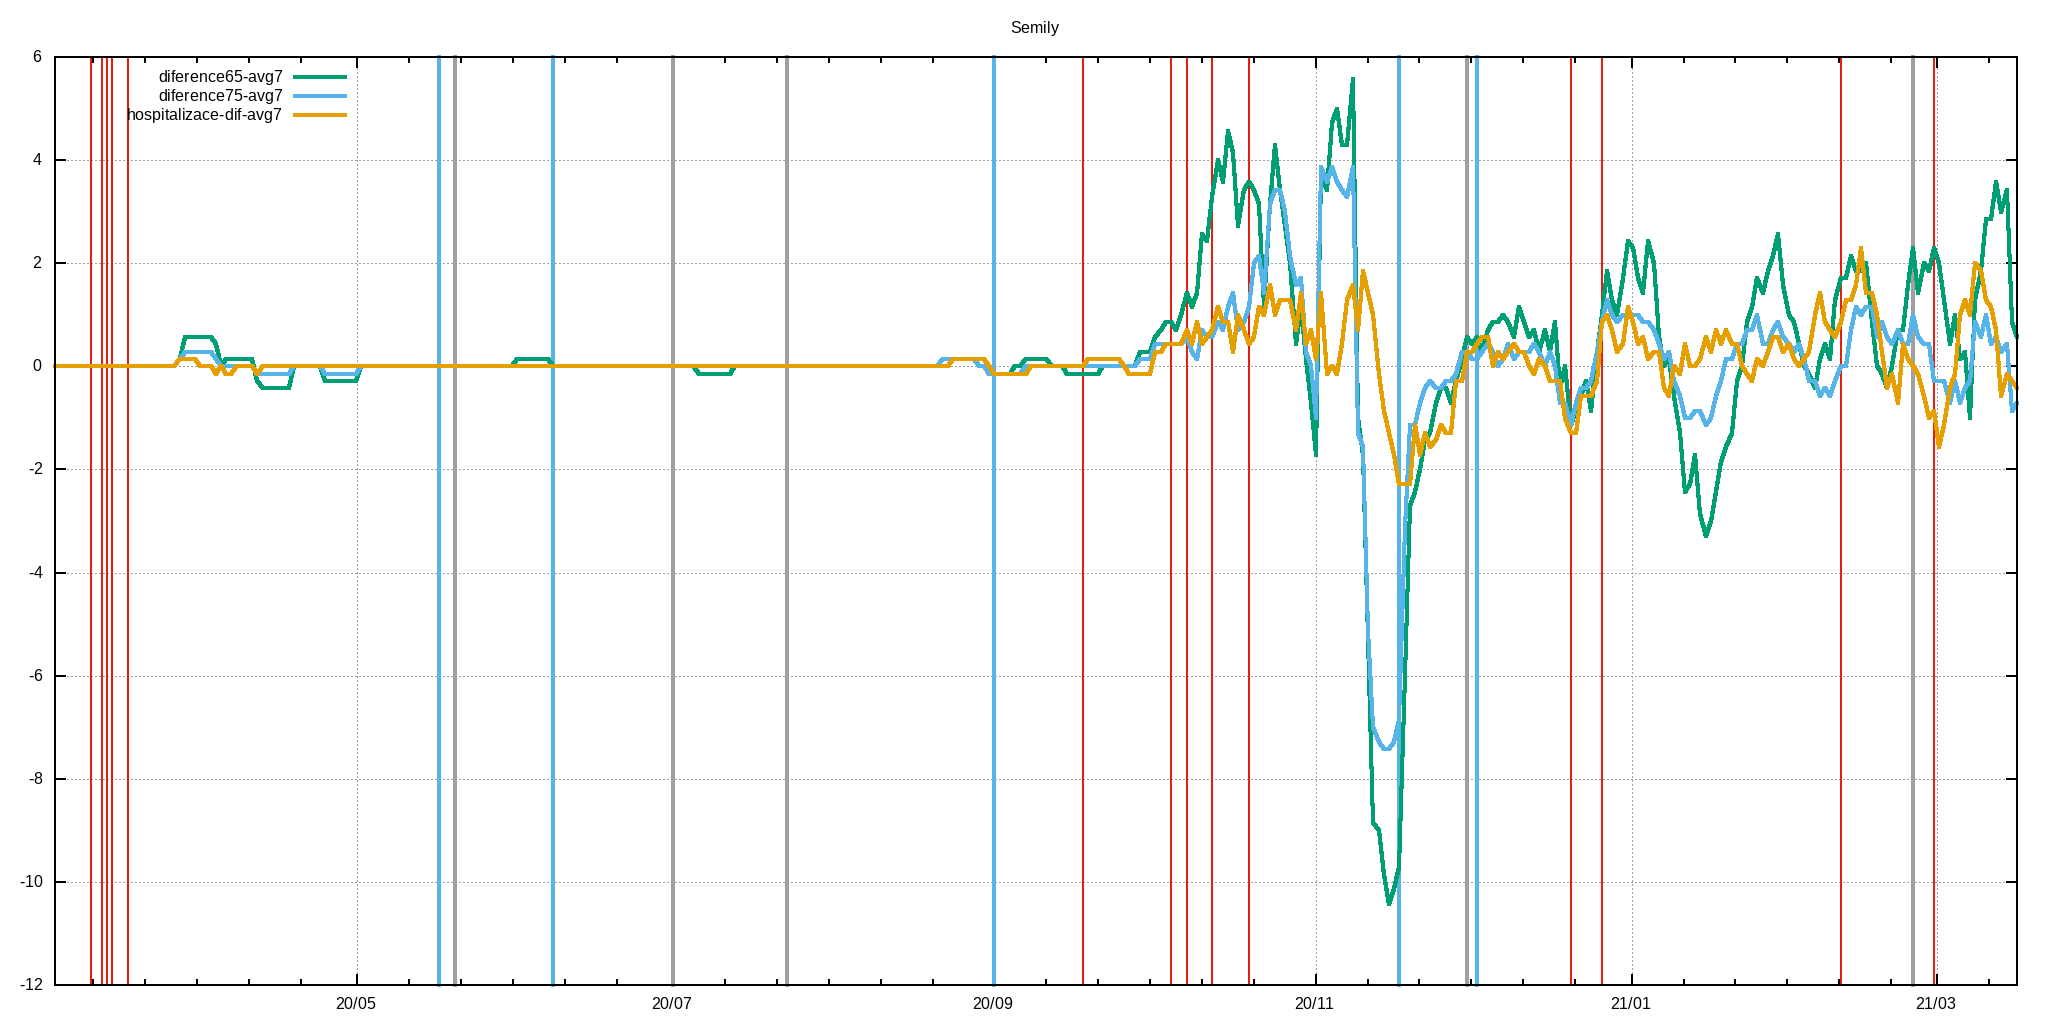 Semily
diference65-avg7
diference75-avg7
hospitalizace-dif-avg7
6
4
2
0
-2
-4
-6
-8
-10
-12
20/05 20/07 20/09 20/11 21/01 21/03